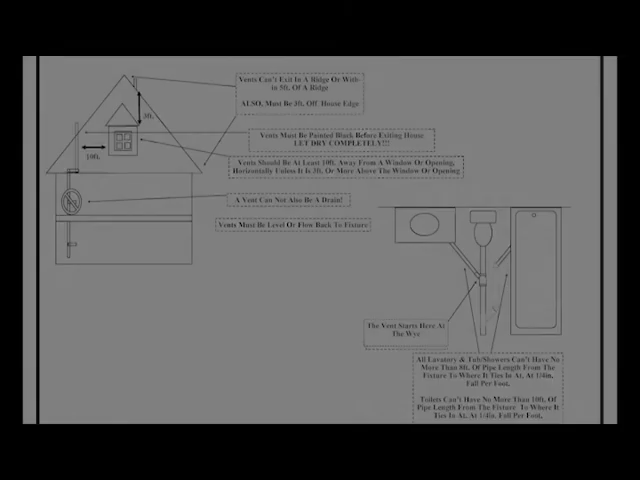 Vents Can't Exit In A Ridge Or With-
in 5ft. Of A Ridge
ALSO, Must Be 3ft. Off House Edge
3ft.
Vents Must Be Painted Black Before Exiting House
LET DRY COMPLETELY!!!
10ft.
Vents Should Be At Least 10ft. Away From A Window Or Opening,
Horizontally Unless It Is 3ft. Or More Above The Window Or Opening
A Vent Can Not Also Be A Drain!
Vents Must Be Level Or Flow Back To Fixture
The Vent Starts Here At
The Wye
All Lavatory & Tub/Showers Can't Have No
More Than 8ft. Of Pipe Length From The
Fixture To Where It Ties In At. At 1/4in.
Fall Per Foot.
Toilets Can't Have No More Than 10ft. Of
Pipe Length From The Fixture To Where It
Ties In At. At 1/4in. Fall Per Foot.